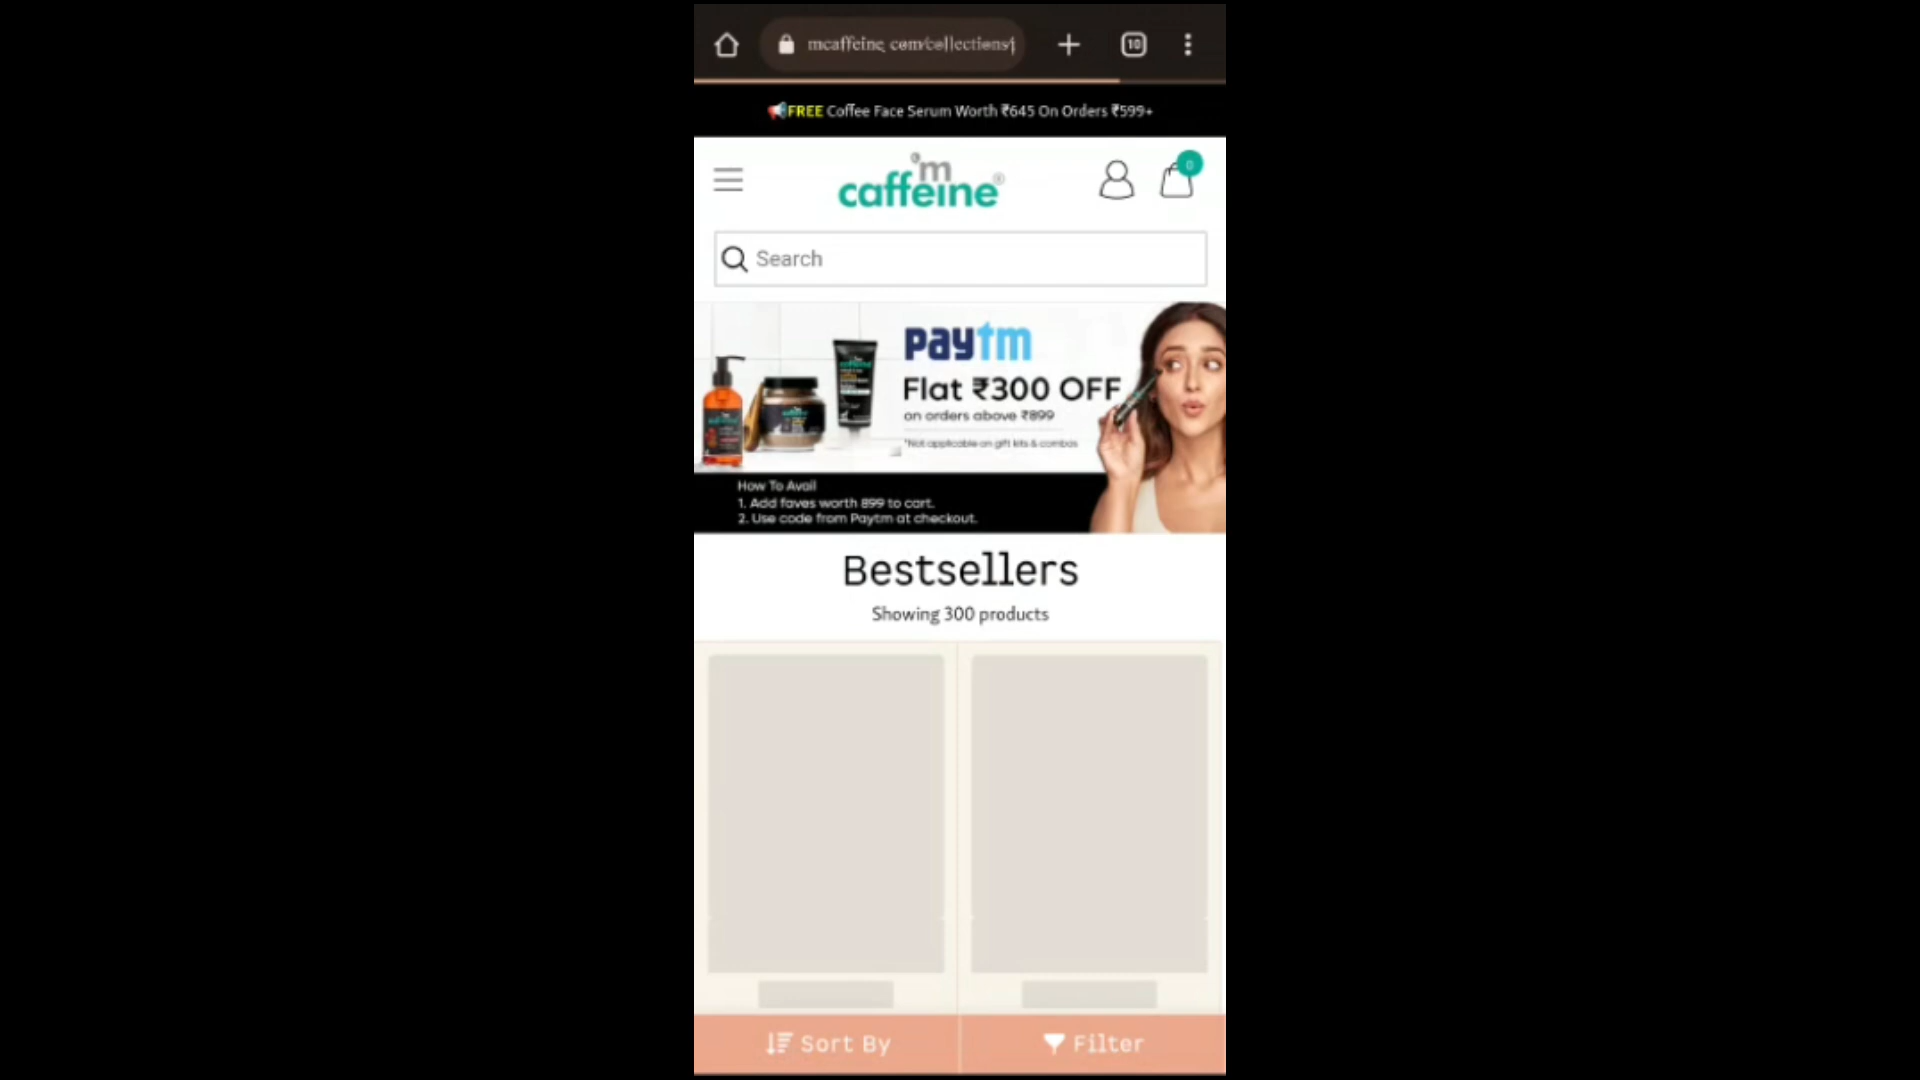 mcaffeine.com/collections/
10
FREE Coffee Face Serum Worth ₹645 On Orders ₹599+
'm
caffeine®
0
Search
paytm
Flat ₹300 OFF
on orders above ₹899
*Not applicable on gift kits & combos
How To Avail
1. Add faves worth 899 to cart.
2. Use code from Paytm at checkout.
Bestsellers
Showing 300 products
Sort By
Filter